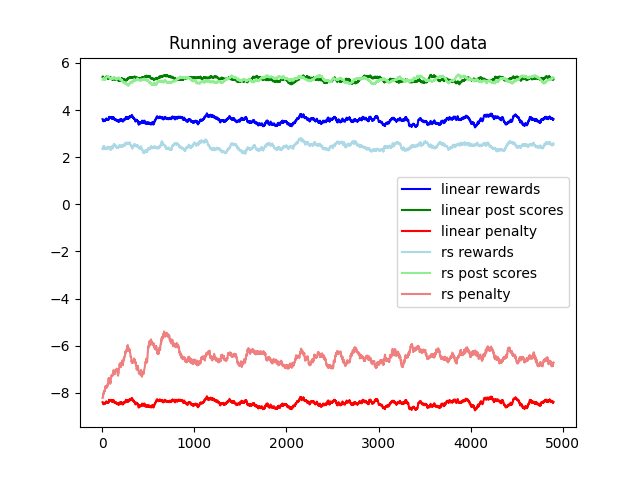 Running average of previous 100 data
6
4
2
0
−2
−4
−6
−8
linear rewards
linear post scores
linear penalty
rs rewards
rs post scores
rs penalty
0 1000 2000 3000 4000 5000